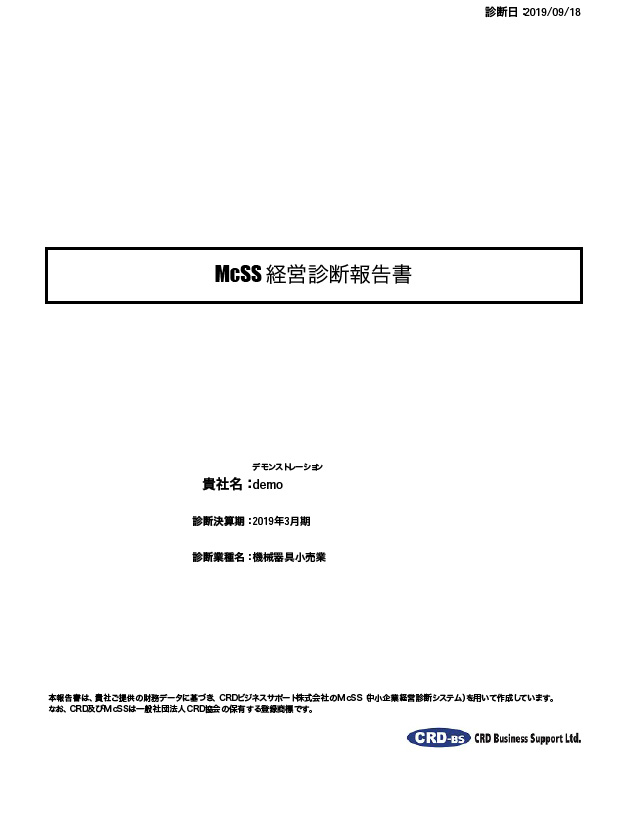 診断日：2019/09/18
McSS 経営診断報告書
デモンストレーション
貴社名：demo
診断決算期：2019年3月期
診断業種名：機械器具小売業
本報告書は、貴社ご提供の財務データに基づき、CRDビジネスサポート株式会社のMcSS（中小企業経営診断システム）を用いて作成しています。
なお、CRD及びMcSSは一般社団法人CRD協会の保有する登録商標です。
CRD-BS CRD Business Support Ltd.